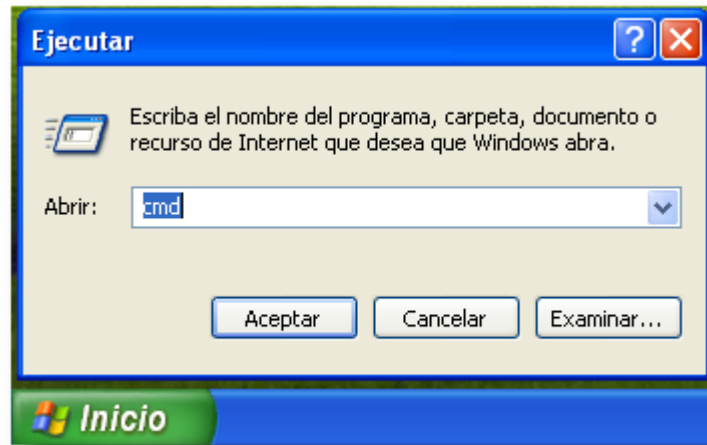 Ejecutar
Escriba el nombre del programa, carpeta, documento o
recurso de Internet que desea que Windows abra.
Abrir: cmd
Aceptar Cancelar Examinar...
Inicio